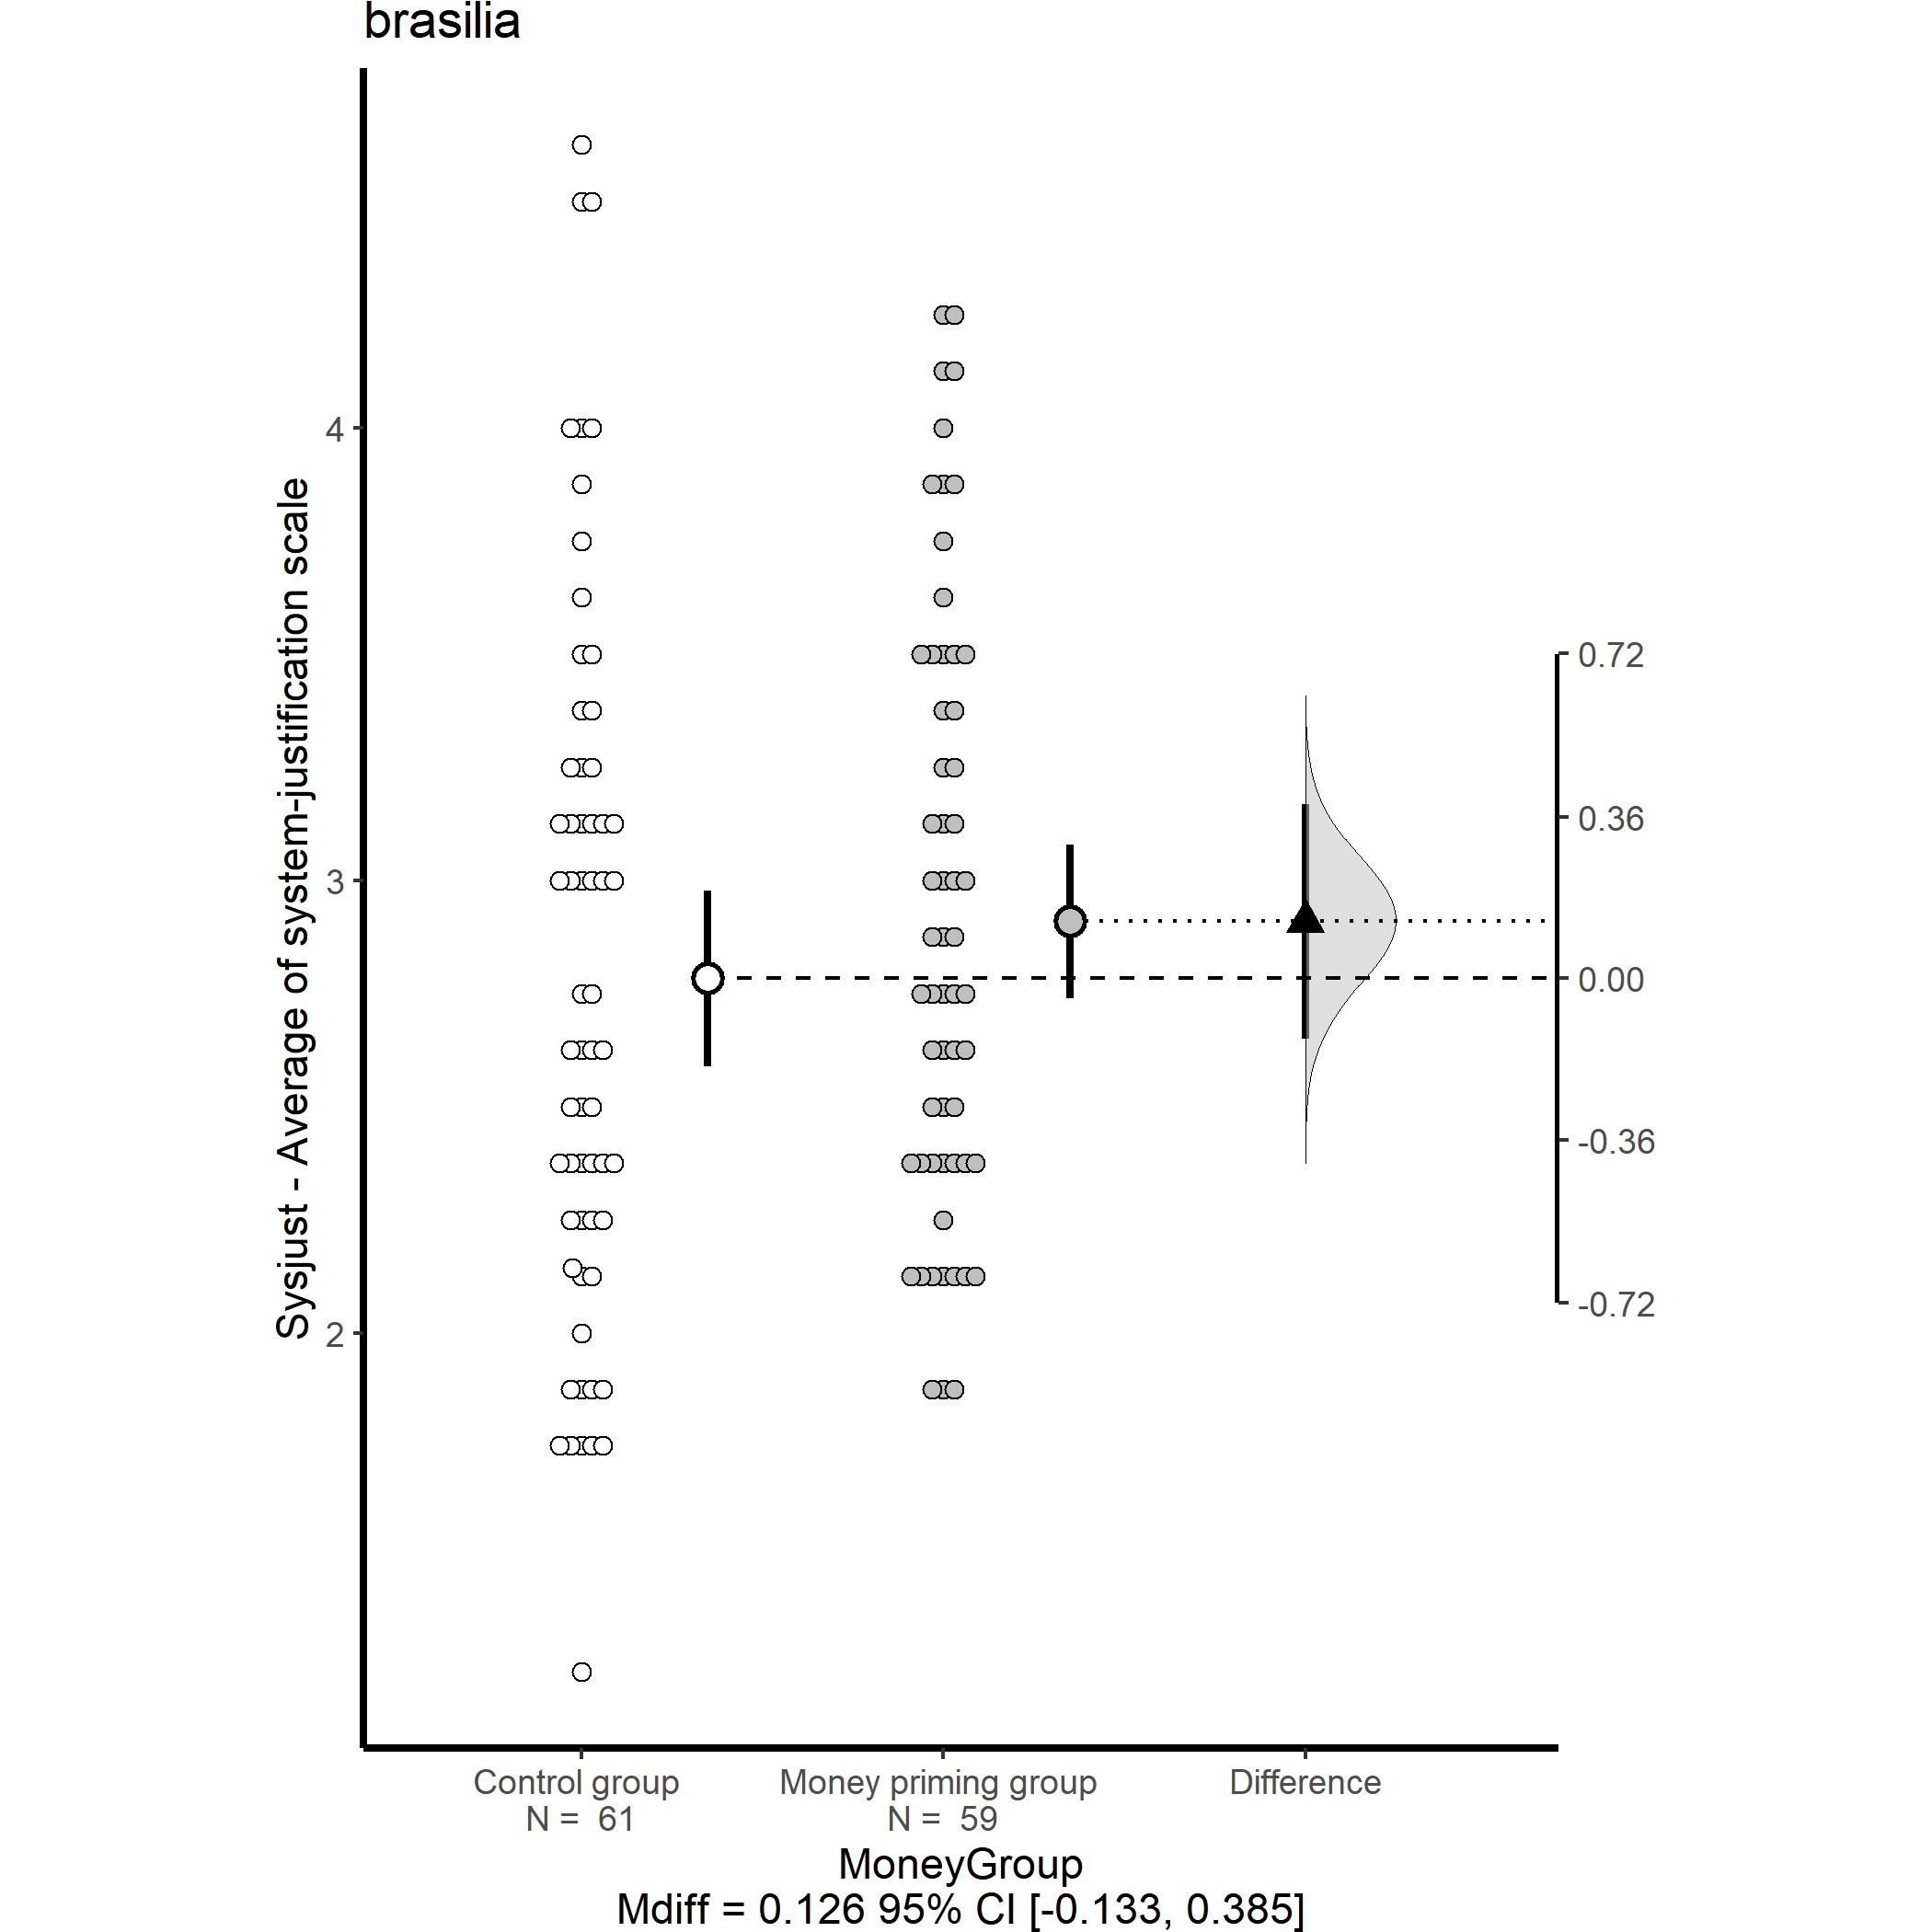 brasilia
Sysjust - Average of system-justification scale
4
3
2
0.72
0.36
0.00
-0.36
-0.72
Control group
N =  61
Money priming group
N =  59
Difference
MoneyGroup
Mdiff = 0.126 95% CI [-0.133, 0.385]